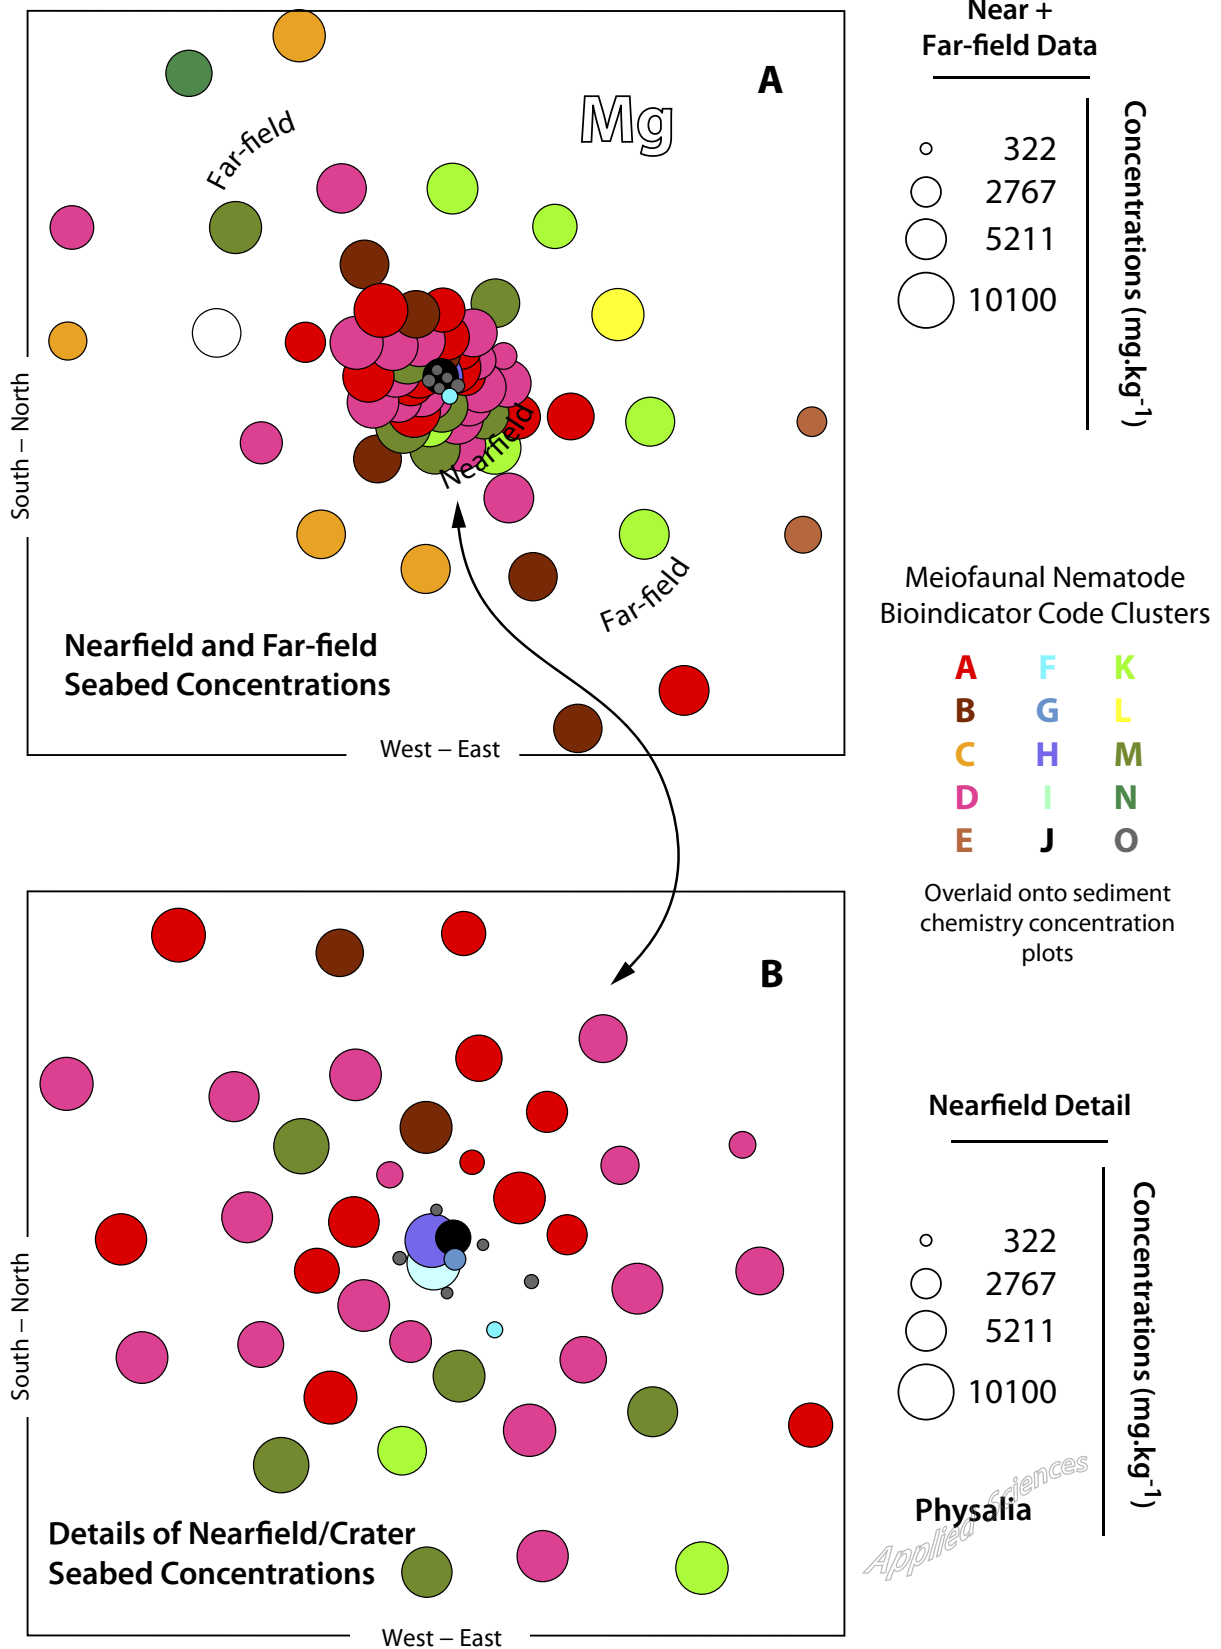 A
Mg
Far-field
Nearfield
Far-field
Nearfield and Far-field
Seabed Concentrations
South – North
West – East
Near +
Far-field Data
322
2767
5211
10100
Concentrations (mg.kg-1)
Meiofaunal Nematode
Bioindicator Code Clusters
A F K
B G L
C H M
D I N
E J O
Overlaid onto sediment
chemistry concentration
plots
B
Details of Nearfield/Crater
Seabed Concentrations
South – North
West – East
Nearfield Detail
322
2767
5211
10100
Concentrations (mg.kg-1)
Physalia
Applied Sciences